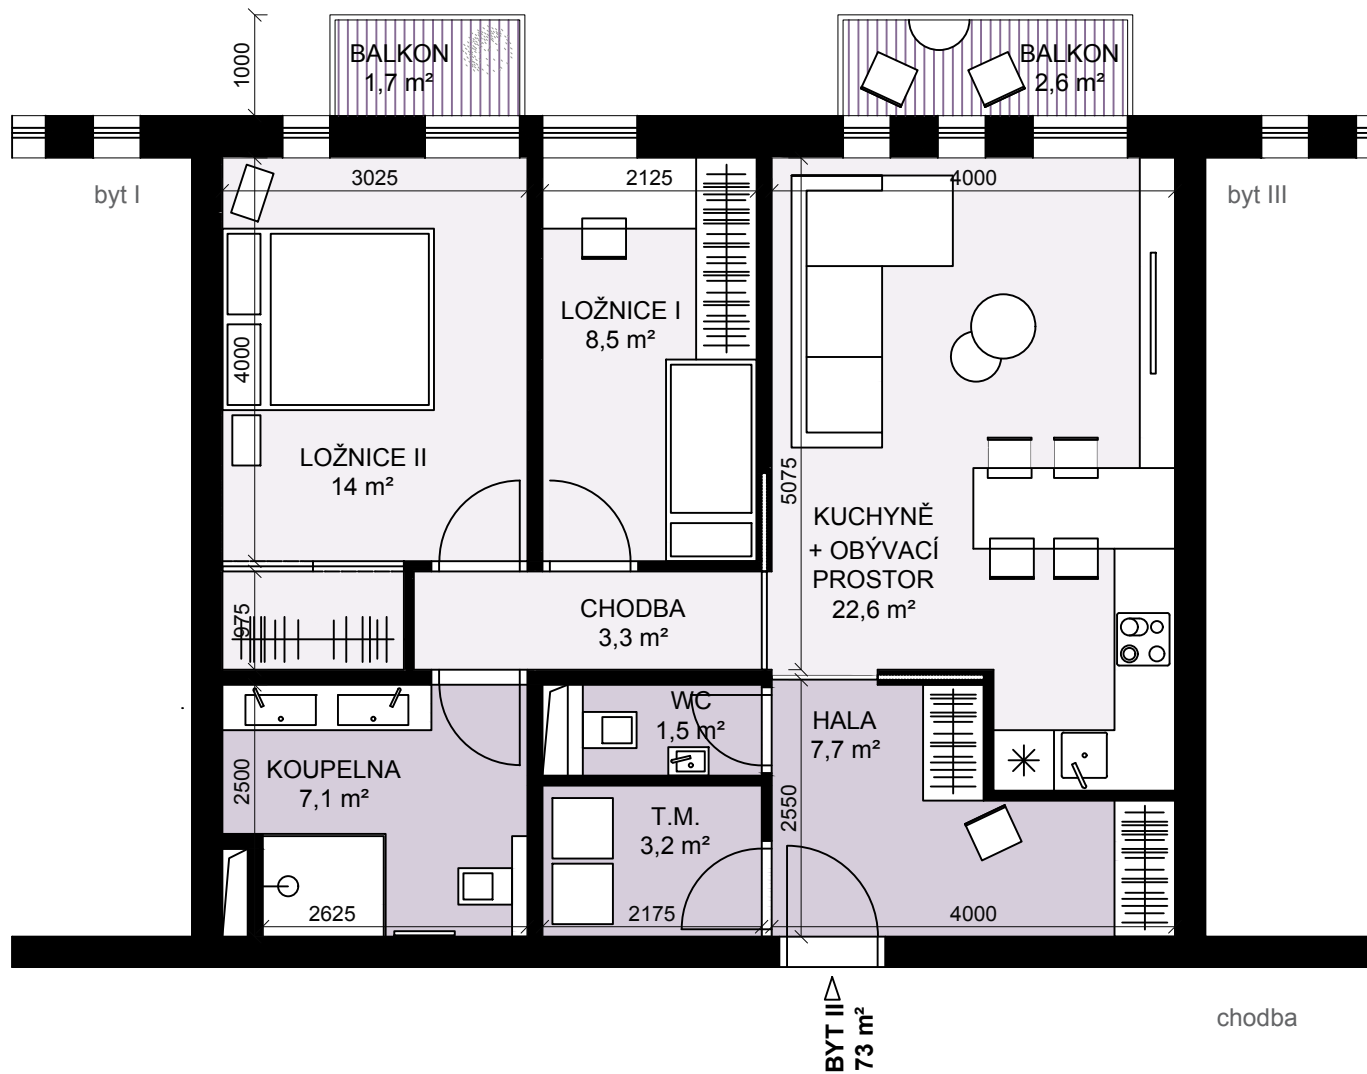 BALKON
1,7 m²
BALKON
2,6 m²
1000
byt I
3025
2125
4000
byt III
LOŽNICE I
8,5 m²
4000
LOŽNICE II
14 m²
5075
KUCHYNĚ
+ OBÝVACÍ
PROSTOR
22,6 m²
975
CHODBA
3,3 m²
WC
1,5 m²
HALA
7,7 m²
KOUPELNA
7,1 m²
2500
2550
T.M.
3,2 m²
2625
2175
4000
BYT II
73 m²
chodba